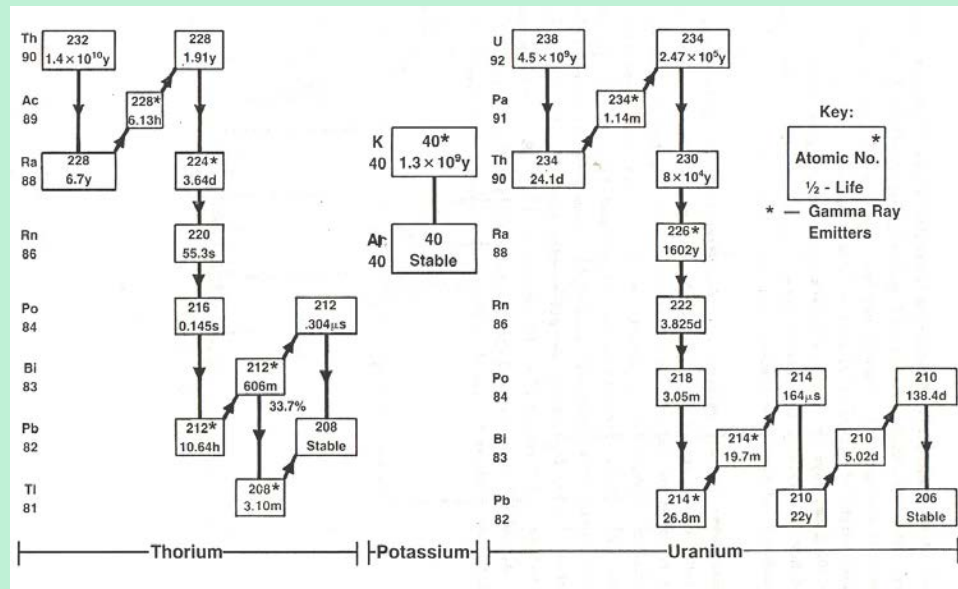 Th
90
232
1.4 × 10¹⁰y
228
1.91y
Ac
89
228*
6.13h
Ra
88
228
6.7y
224*
3.64d
Rn
86
220
55.3s
Po
84
216
0.145s
212
.304μs
Bi
83
212*
606m
33.7%
Pb
82
212*
10.64h
208
Stable
Tl
81
208*
3.10m
Thorium
K
40
40*
1.3 × 10⁹y
Ar
40
40
Stable
Potassium
U
92
238
4.5 × 10⁹y
234
2.47 × 10⁵y
Pa
91
234*
1.14m
Th
90
234
24.1d
230
8 × 10⁴y
Ra
88
226*
1602y
Rn
86
222
3.825d
Po
84
218
3.05m
214
164μs
210
138.4d
Bi
83
214*
19.7m
210
5.02d
Pb
82
214*
26.8m
210
22y
206
Stable
Uranium
Key:
*
Atomic No.
½ - Life
* — Gamma Ray
Emitters